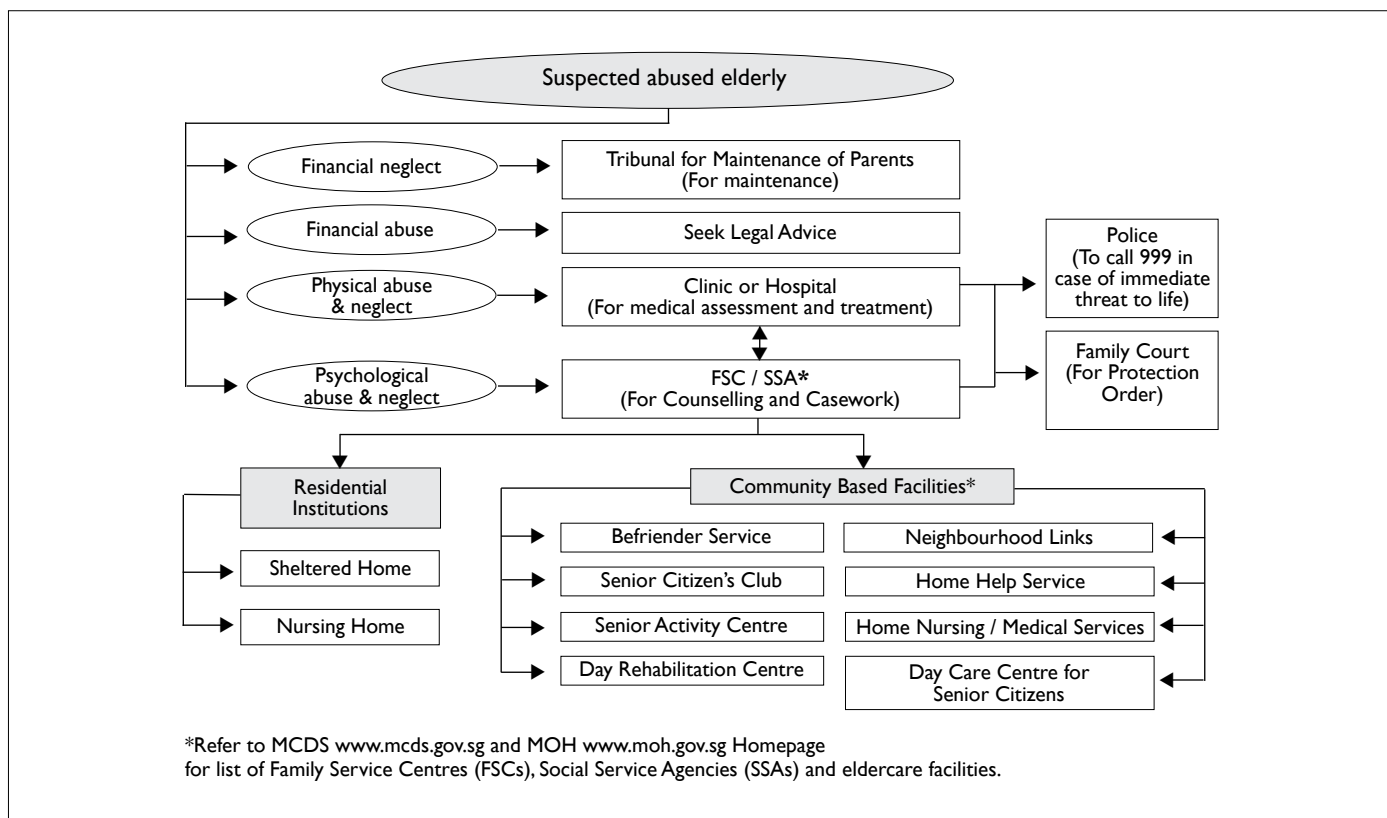 Suspected abused elderly
Financial neglect
Tribunal for Maintenance of Parents
(For maintenance)
Financial abuse
Seek Legal Advice
Physical abuse
& neglect
Clinic or Hospital
(For medical assessment and treatment)
Police
(To call 999 in
case of immediate
threat to life)
Psychological
abuse & neglect
FSC / SSA*
(For Counselling and Casework)
Family Court
(For Protection
Order)
Residential
Institutions
Sheltered Home
Nursing Home
Community Based Facilities*
Befriender Service
Senior Citizen's Club
Senior Activity Centre
Day Rehabilitation Centre
Neighbourhood Links
Home Help Service
Home Nursing / Medical Services
Day Care Centre for
Senior Citizens
*Refer to MCDS www.mcds.gov.sg and MOH www.moh.gov.sg Homepage
for list of Family Service Centres (FSCs), Social Service Agencies (SSAs) and eldercare facilities.